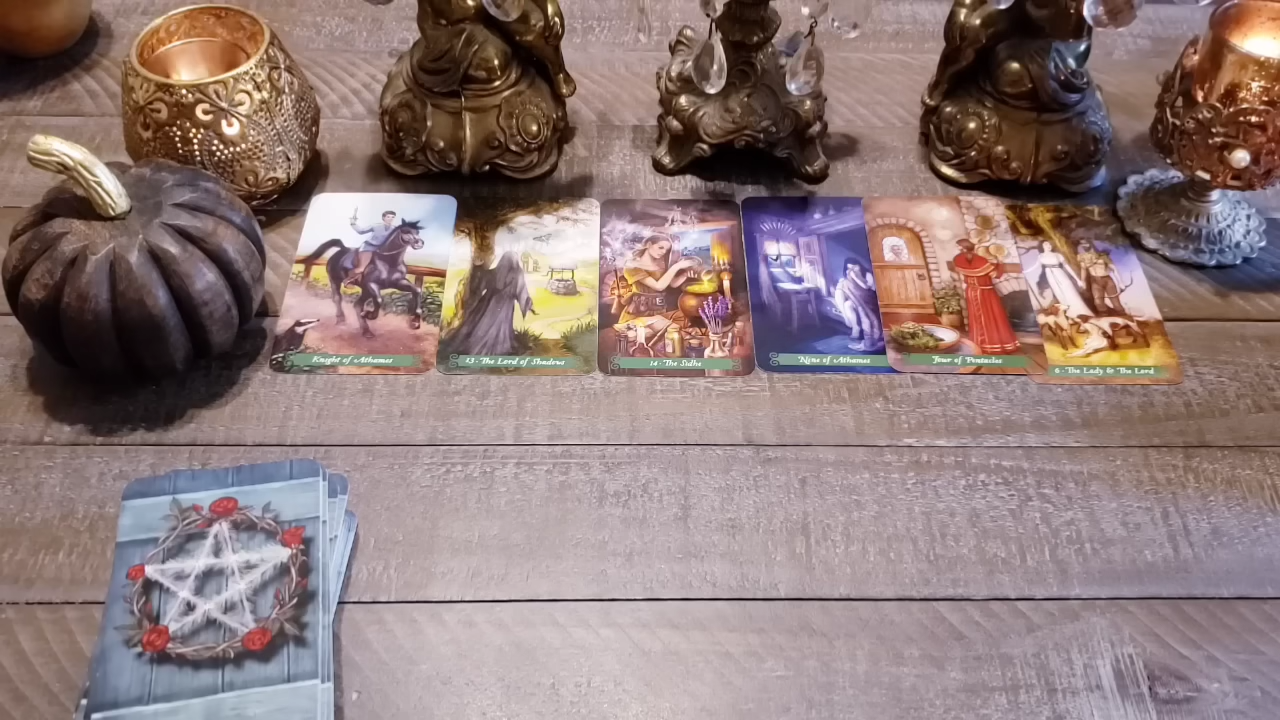 Knight of Athames
13 - The Lord of Shadows
14 - The Sidhe
Nine of Athames
Four of Pentacles
6 - The Lady & The Lord